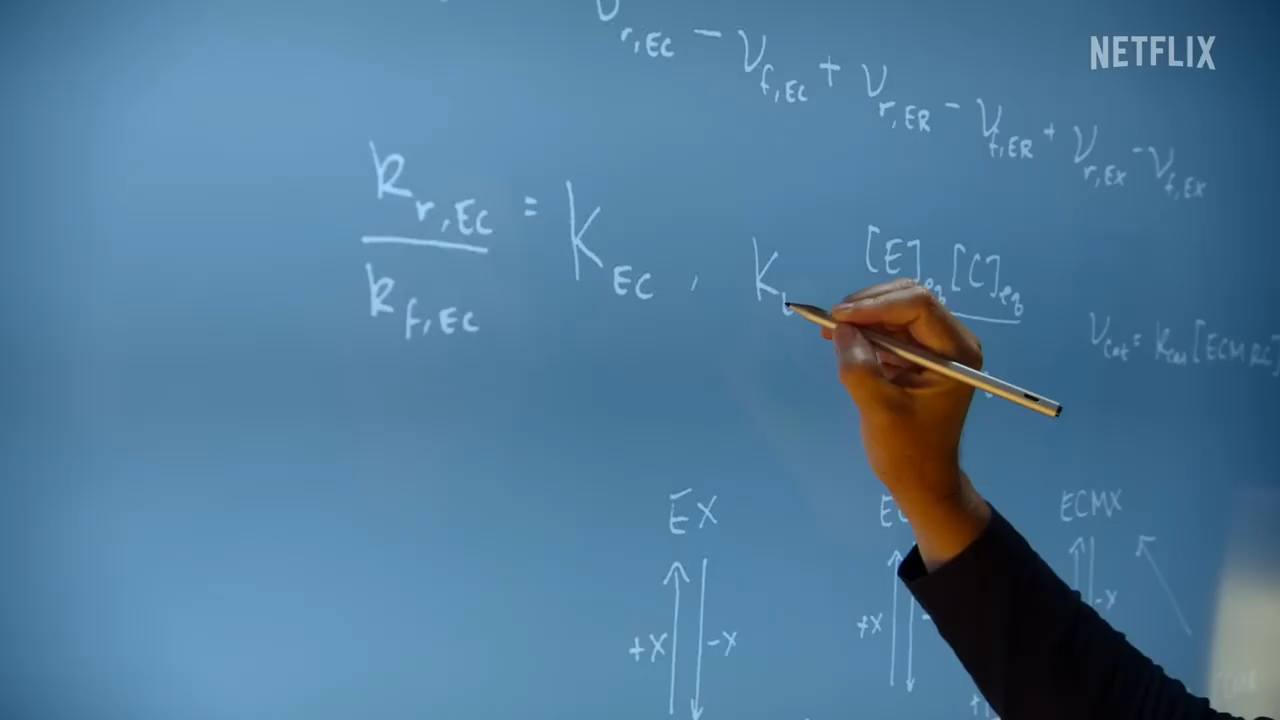 NETFLIX
ν r,EC − ν f,EC + ν r,ER − ν f,ER + ν r,EX − ν f,EX
k r,EC / k f,EC = K EC , K [E]eq [C]eq
ν cat = k cat [ECMRC]
EX ECMX
+X −X +X −X